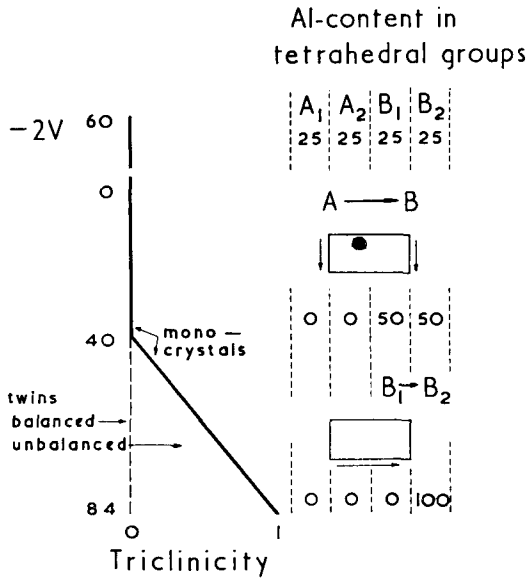 Al-content in
tetrahedral groups
A1 A2 B1 B2
25 25 25 25
−2V
60
0
A → B
0 0 50 50
mono —
crystals
40
B1 → B2
twins
balanced
unbalanced
0 0 0 100
84
0 1
Triclinicity